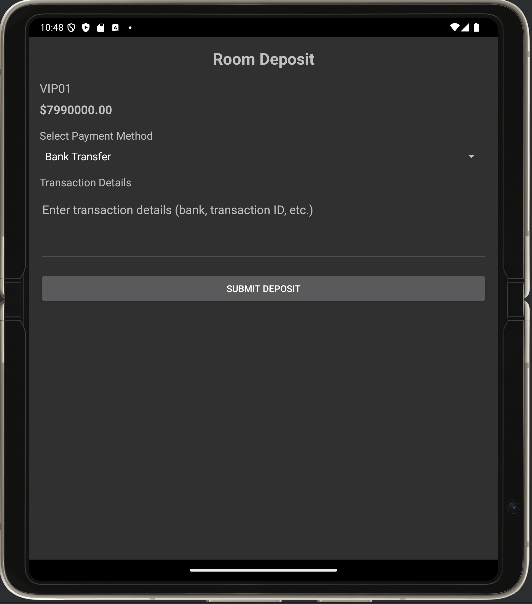 10:48
Room Deposit
VIP01
$7990000.00
Select Payment Method
Bank Transfer
Transaction Details
Enter transaction details (bank, transaction ID, etc.)
SUBMIT DEPOSIT